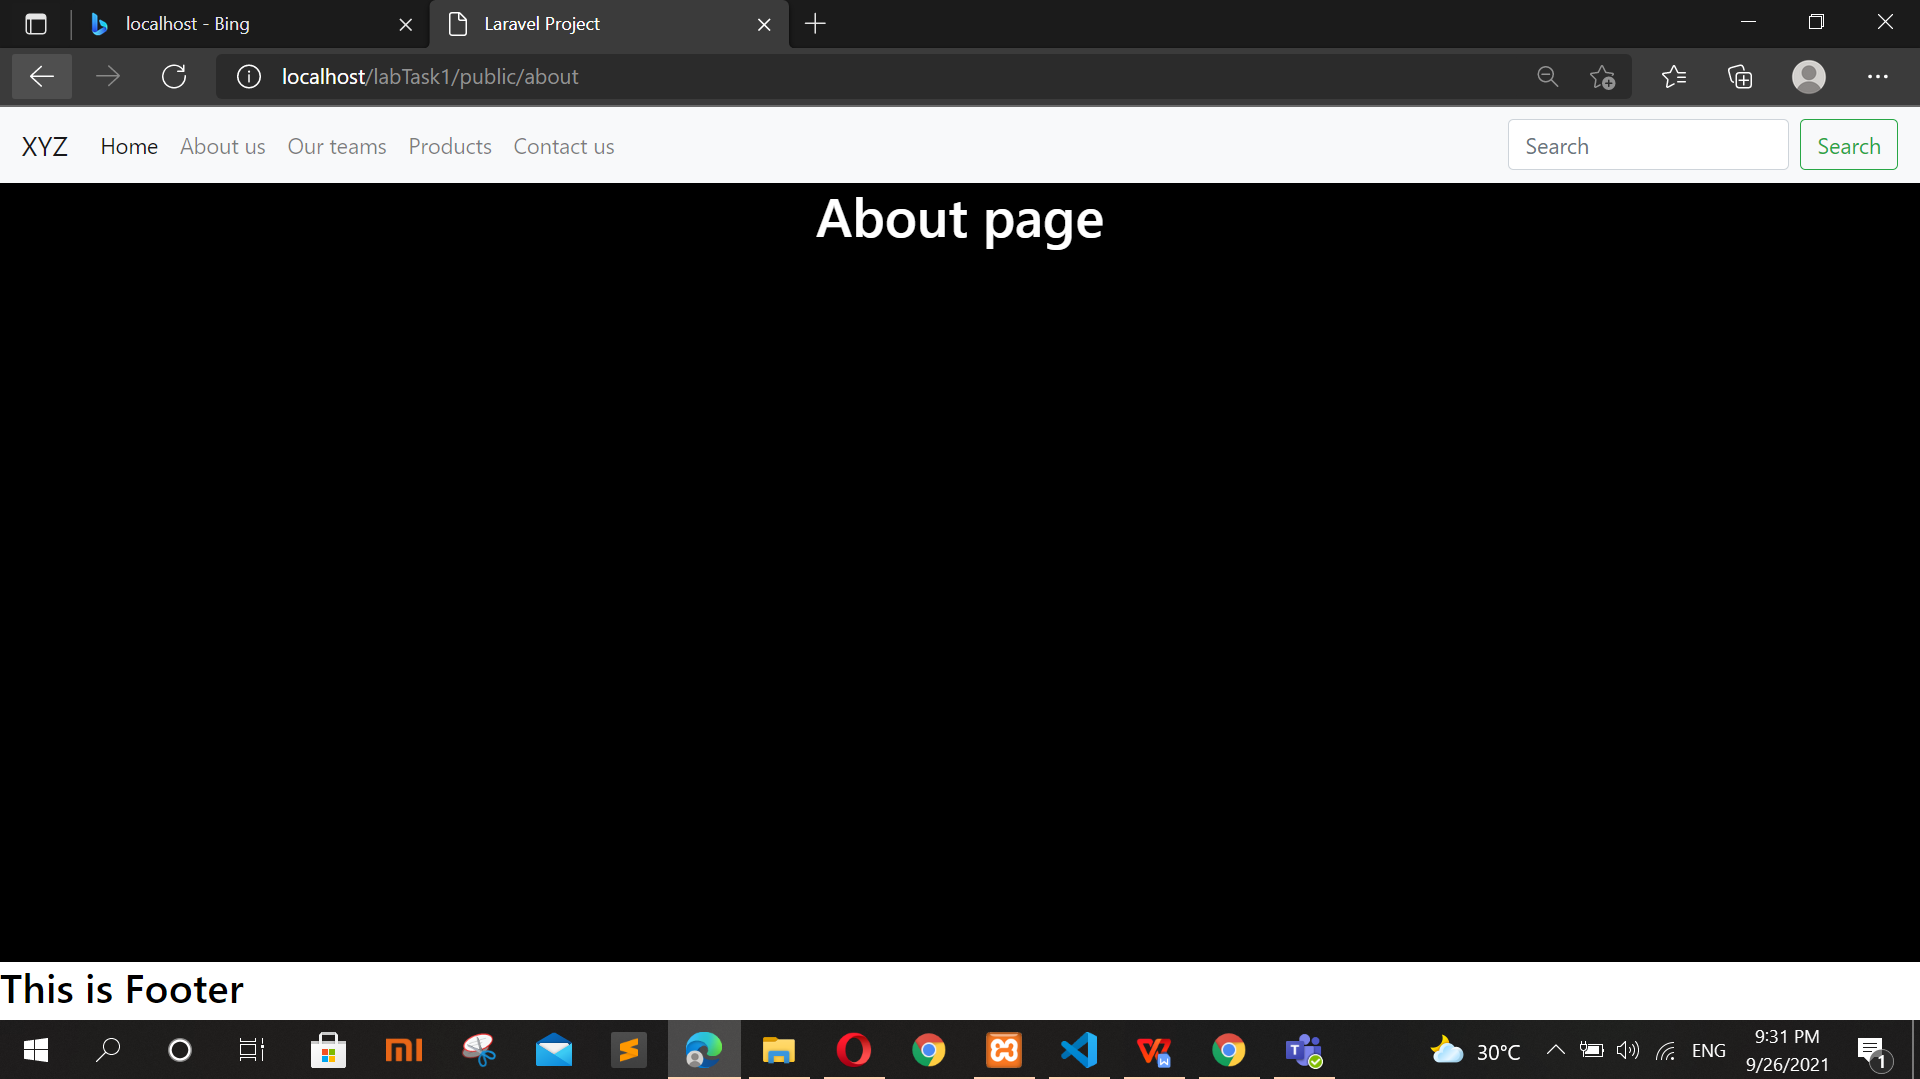 localhost - Bing
Laravel Project
localhost/labTask1/public/about
XYZ Home About us Our teams Products Contact us Search Search
About page
This is Footer
30°C ENG 9:31 PM
9/26/2021 1